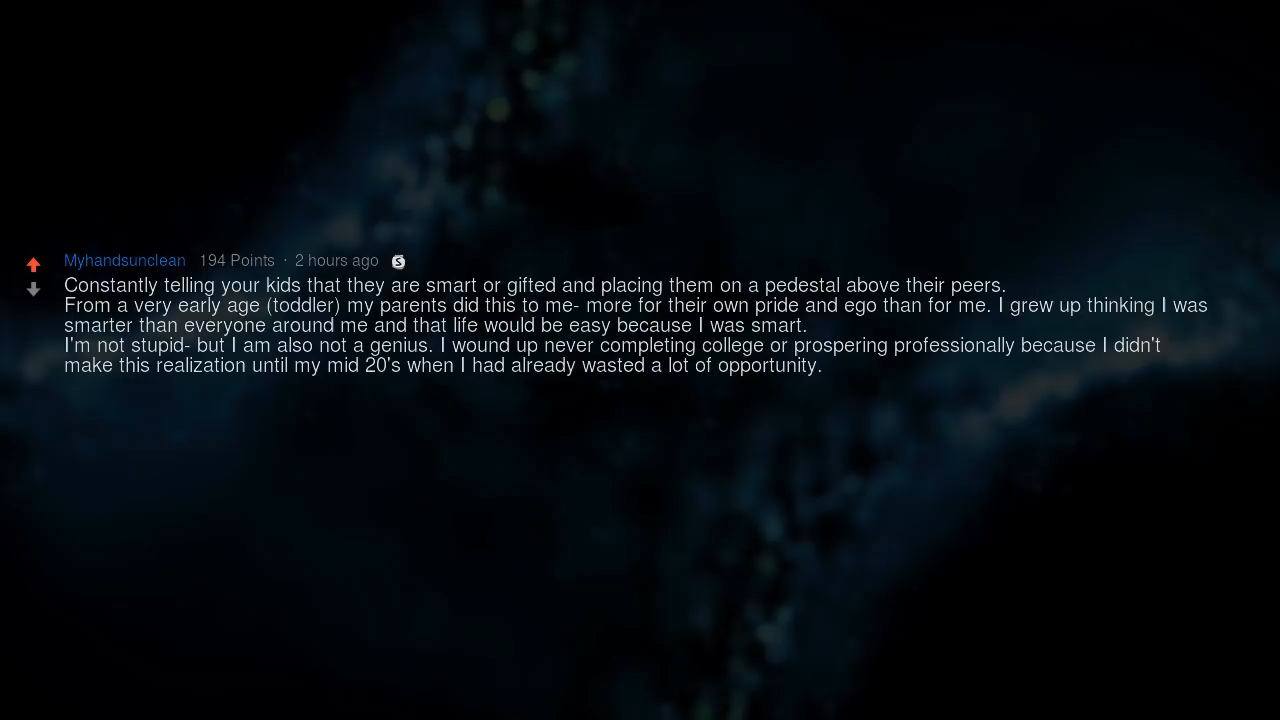 Myhandsunclean 194 Points · 2 hours ago S
Constantly telling your kids that they are smart or gifted and placing them on a pedestal above their peers.
From a very early age (toddler) my parents did this to me- more for their own pride and ego than for me. I grew up thinking I was
smarter than everyone around me and that life would be easy because I was smart.
I'm not stupid- but I am also not a genius. I wound up never completing college or prospering professionally because I didn't
make this realization until my mid 20's when I had already wasted a lot of opportunity.